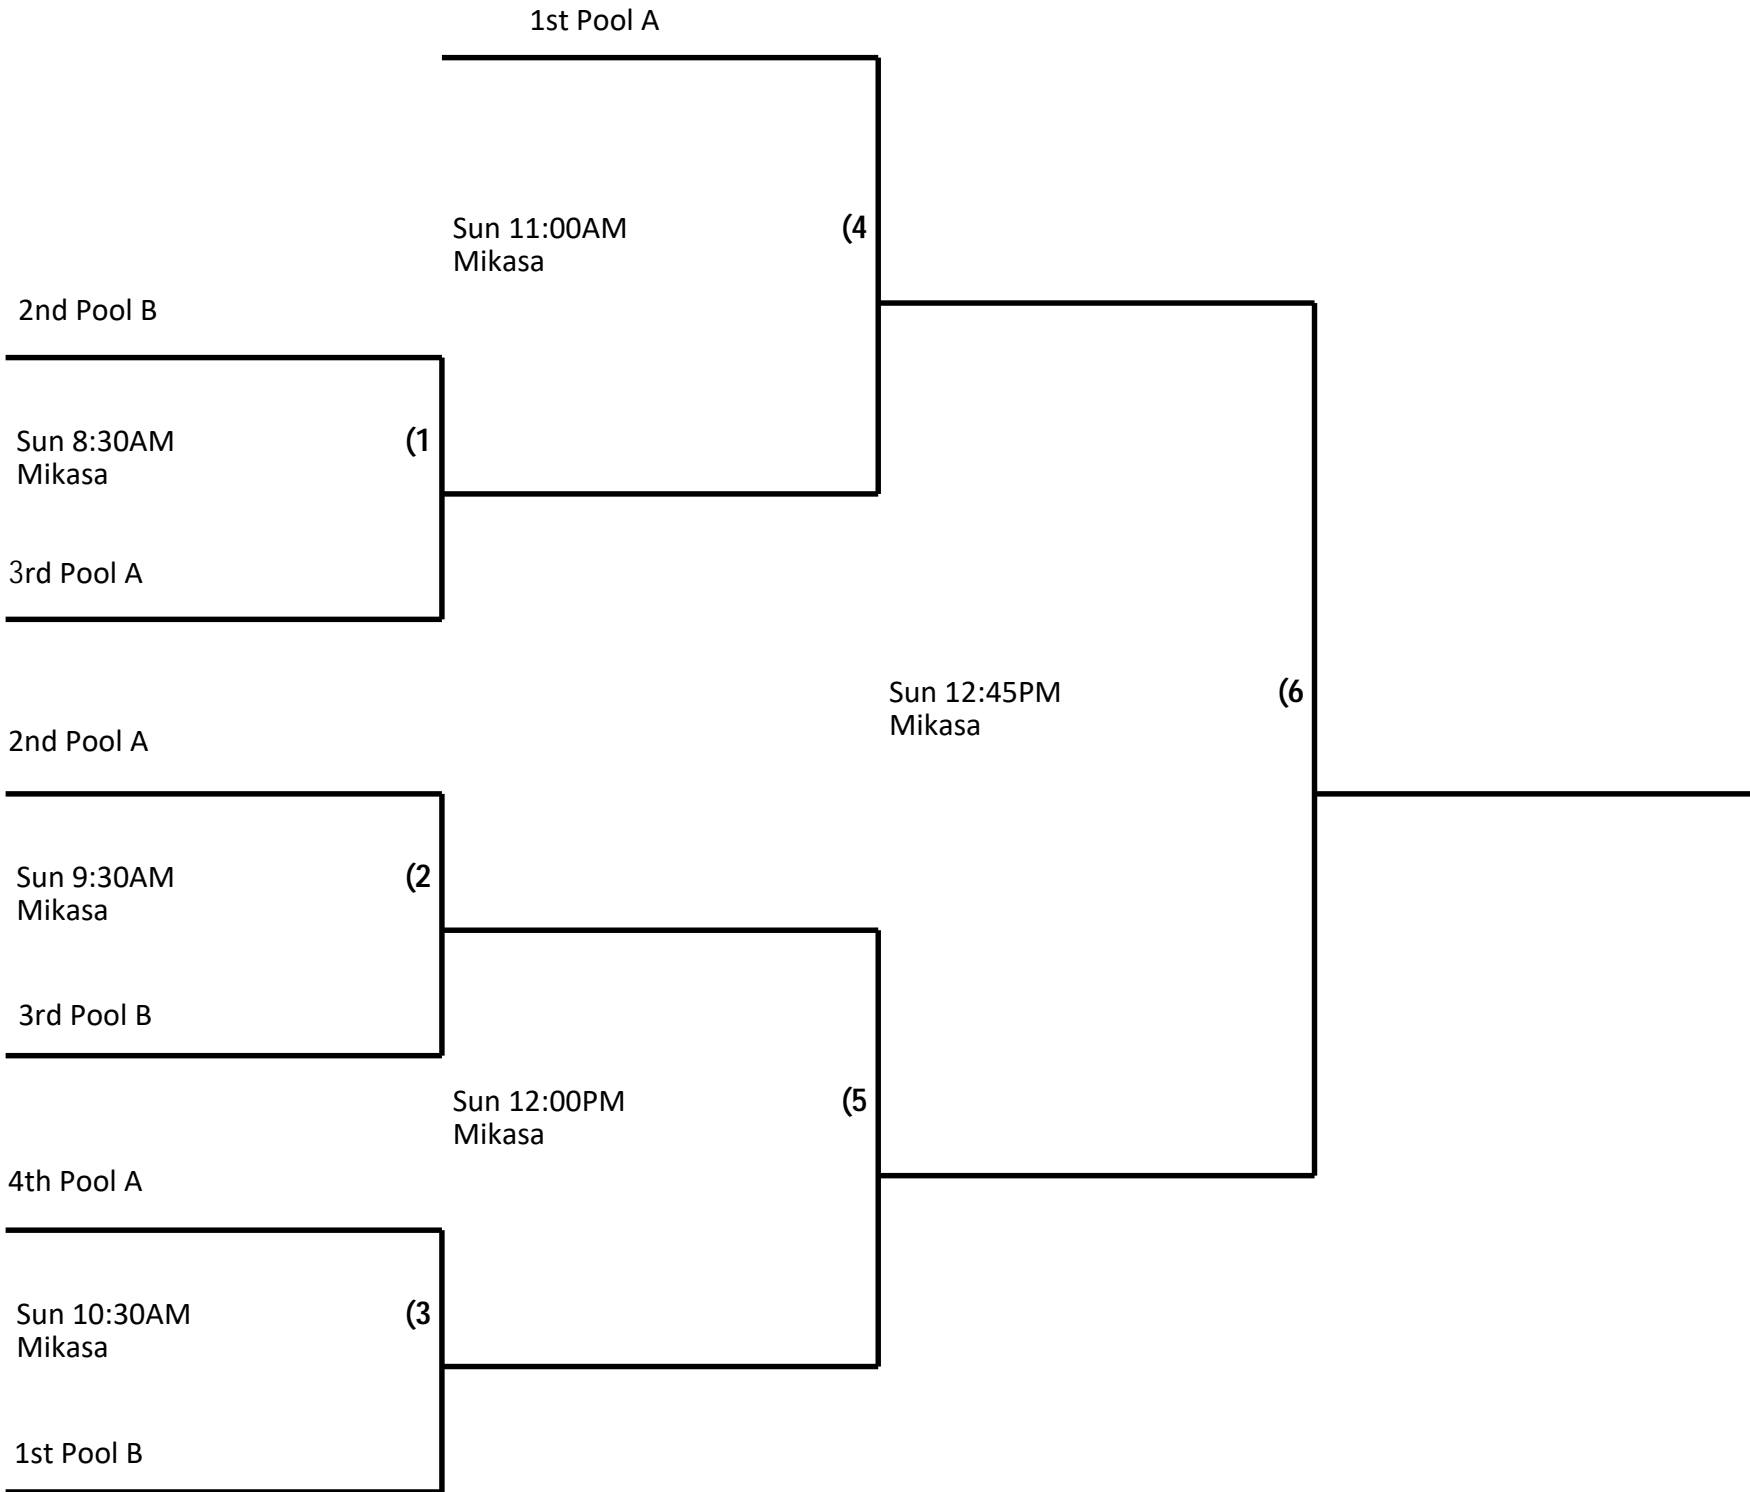 1st Pool A
Sun 11:00AM
(4
Mikasa
2nd Pool B
Sun 8:30AM
(1
Mikasa
3rd Pool A
Sun 12:45PM
(6
Mikasa
2nd Pool A
Sun 9:30AM
(2
Mikasa
3rd Pool B
Sun 12:00PM
(5
Mikasa
4th Pool A
Sun 10:30AM
(3
Mikasa
1st Pool B